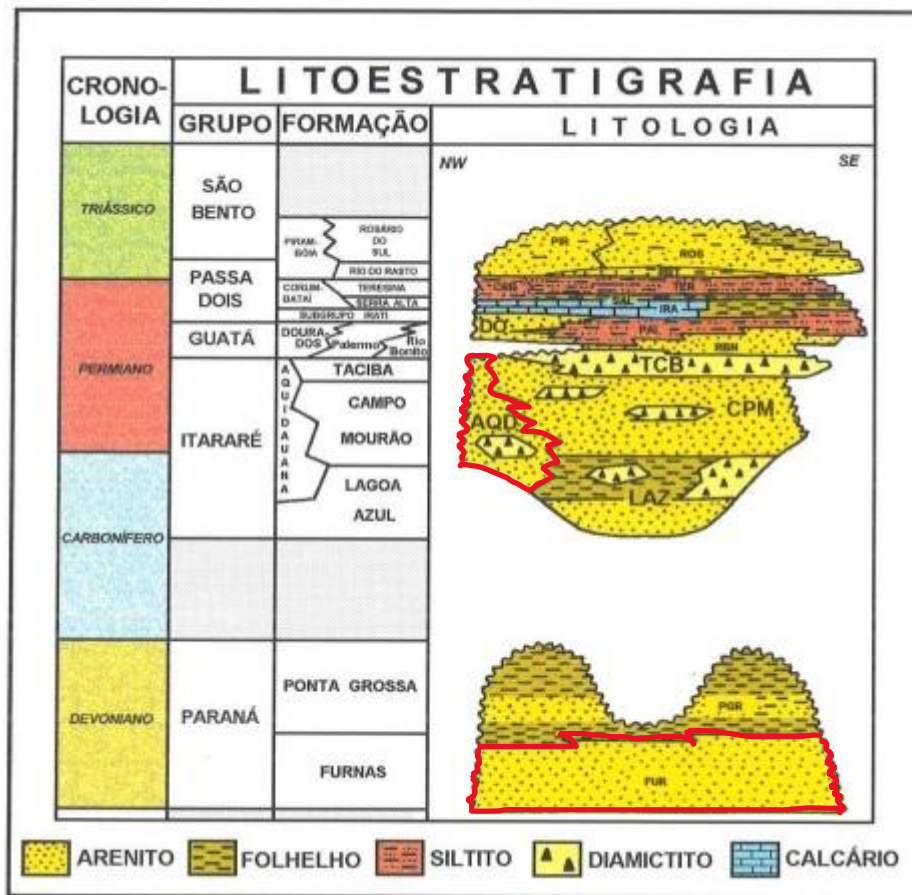 CRONO-
LOGIA
LITOESTRATIGRAFIA
GRUPO
FORMAÇÃO
LITOLOGIA
NW
SE
TRIÁSSICO
PERMIANO
CARBONÍFERO
DEVONIANO
SÃO
BENTO
PASSA
DOIS
GUATÁ
ITARARÉ
PARANÁ
PIRAM-
BÓIA
ROSÁRIO
DO
SUL
RIO DO RASTO
CORUM-
BATAÍ
TERESINA
SERRA ALTA
SUBGRUPO IRATI
DOURA-
DOS
Palermo
Rio
Bonito
AQUIDAUANA
TACIBA
CAMPO
MOURÃO
LAGOA
AZUL
PONTA GROSSA
FURNAS
PIR
ROS
TER
SAL
IRA
DO
PAL
RBN
TCB
AQD
CPM
LAZ
PGR
FUR
ARENITO
FOLHELHO
SILTITO
DIAMICTITO
CALCÁRIO